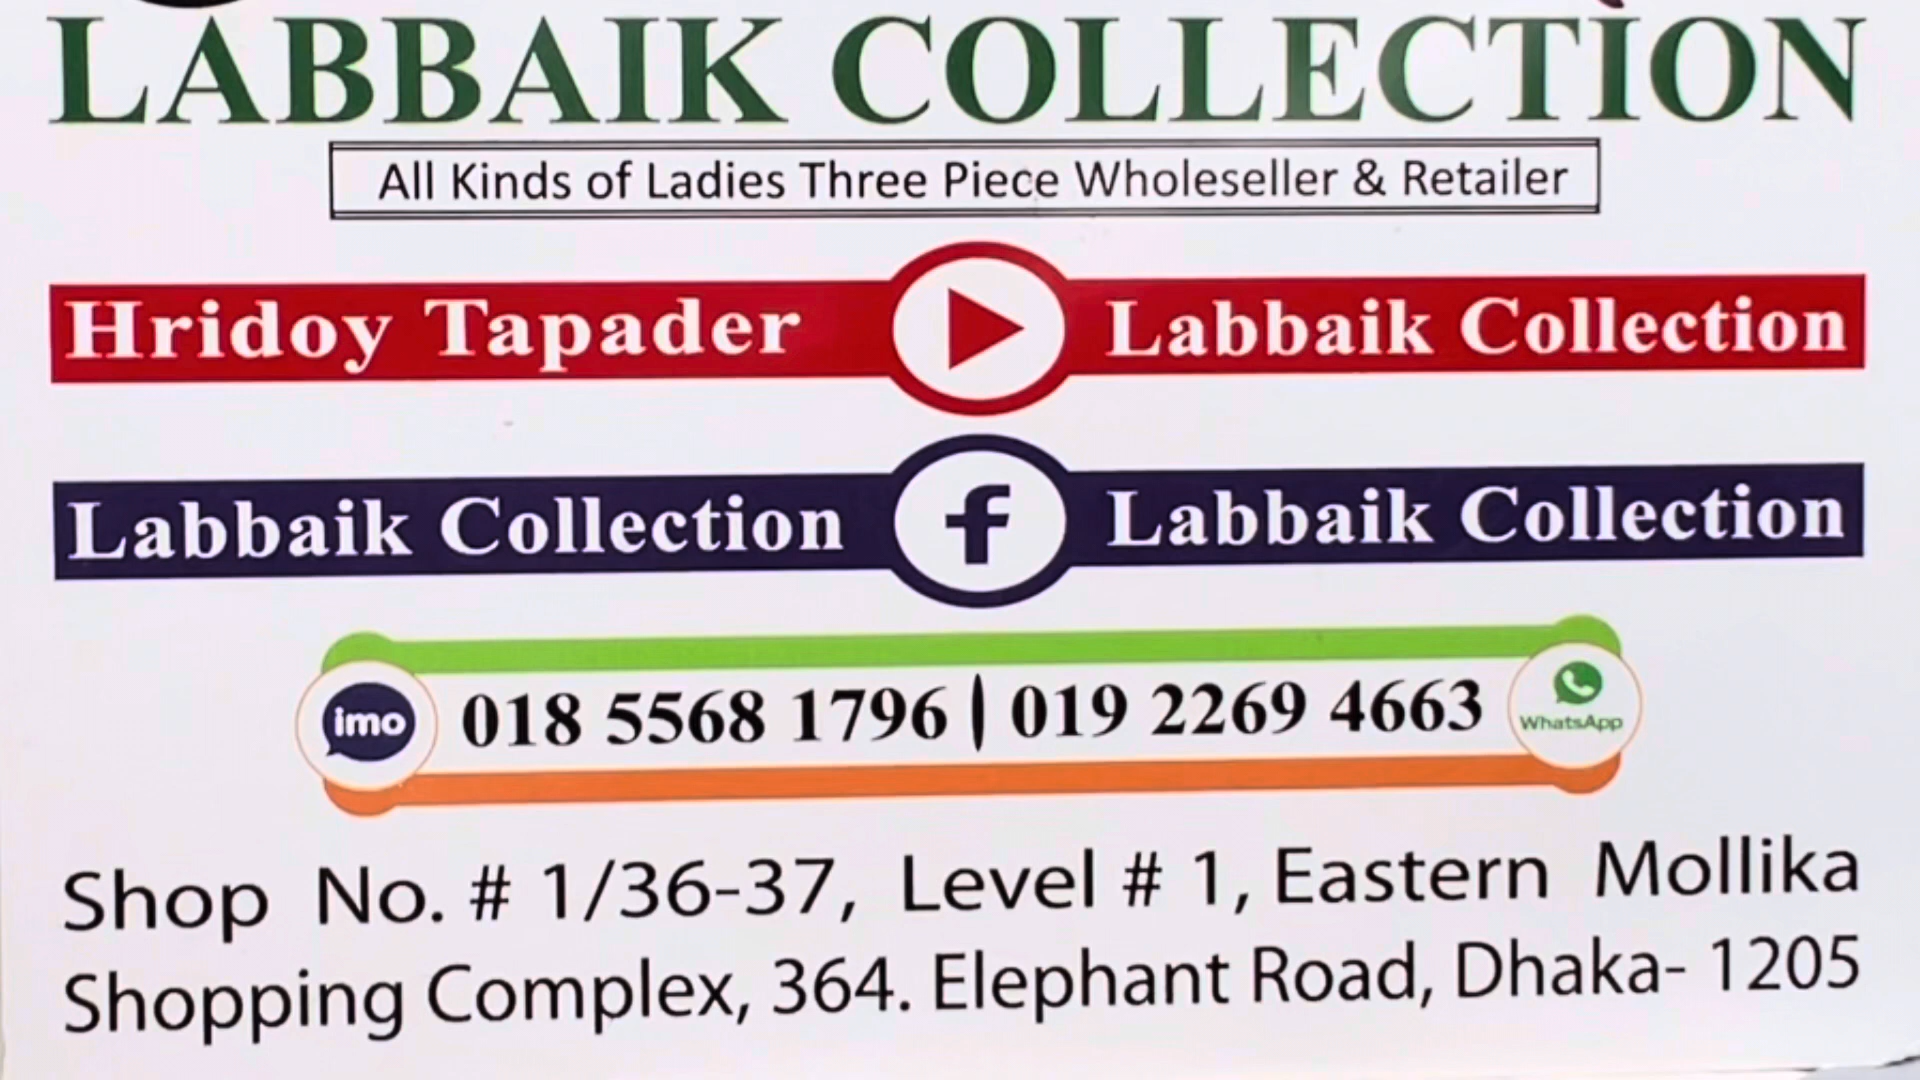 LABBAIK COLLECTION
All Kinds of Ladies Three Piece Wholeseller & Retailer
Hridoy Tapader Labbaik Collection
Labbaik Collection f Labbaik Collection
imo 018 5568 1796 | 019 2269 4663 WhatsApp
Shop No. # 1/36-37, Level # 1, Eastern Mollika
Shopping Complex, 364. Elephant Road, Dhaka- 1205